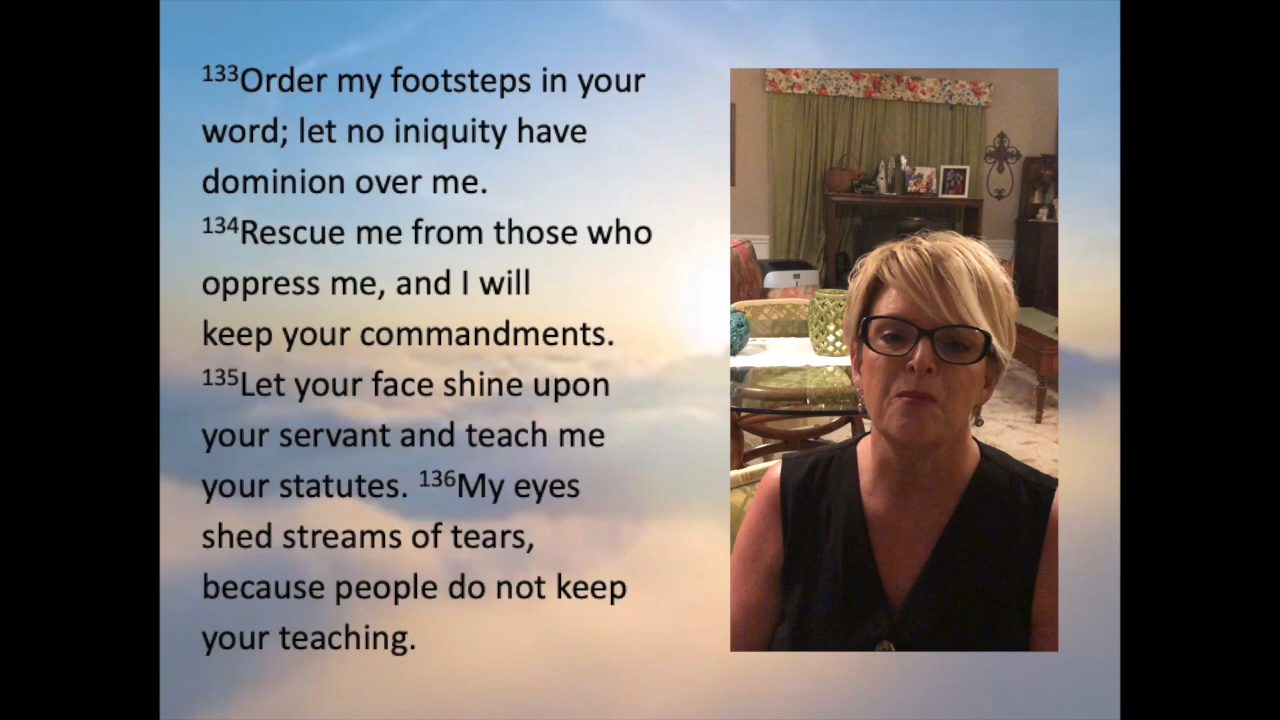 133Order my footsteps in your
word; let no iniquity have
dominion over me.
134Rescue me from those who
oppress me, and I will
keep your commandments.
135Let your face shine upon
your servant and teach me
your statutes. 136My eyes
shed streams of tears,
because people do not keep
your teaching.